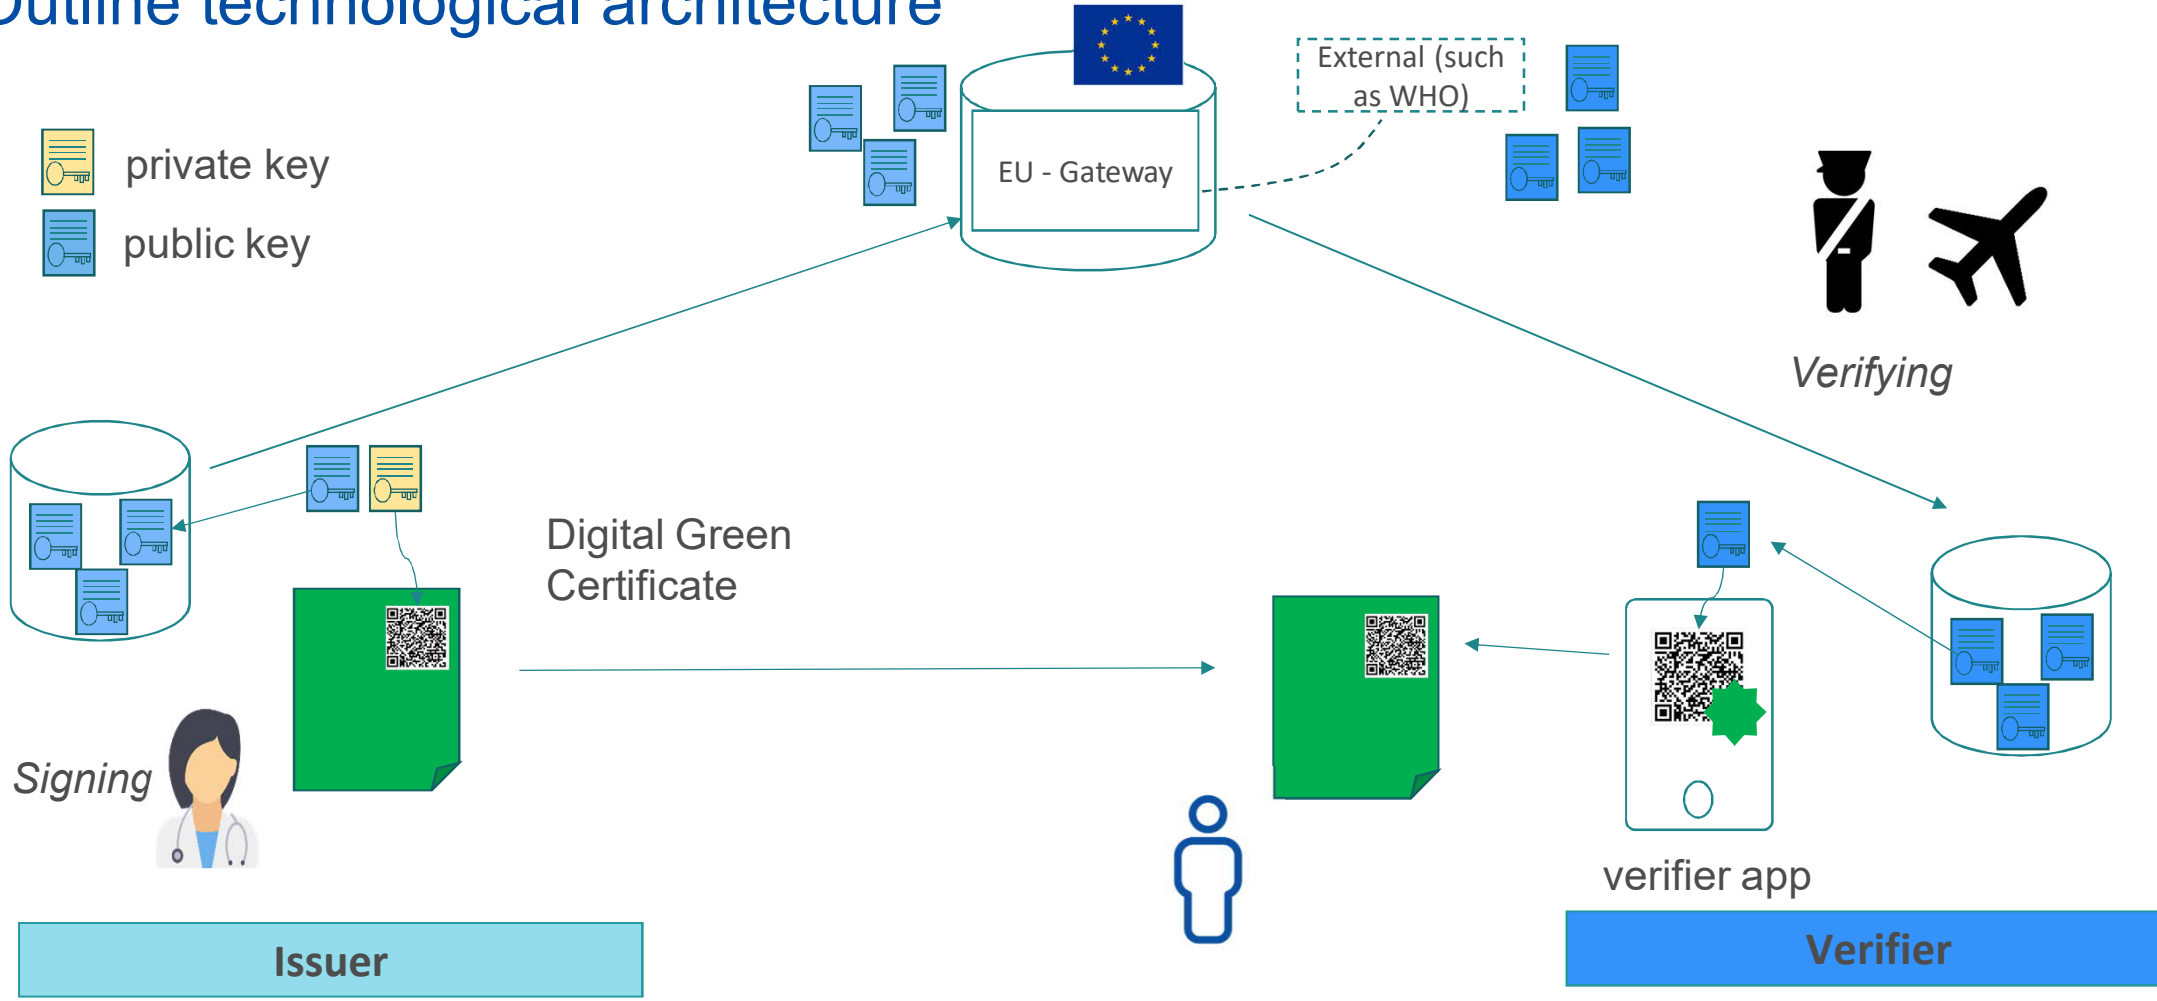 Outline technological architecture
External (such
as WHO)
EU - Gateway
private key
public key
Verifying
Digital Green
Certificate
Signing
verifier app
Issuer
Verifier